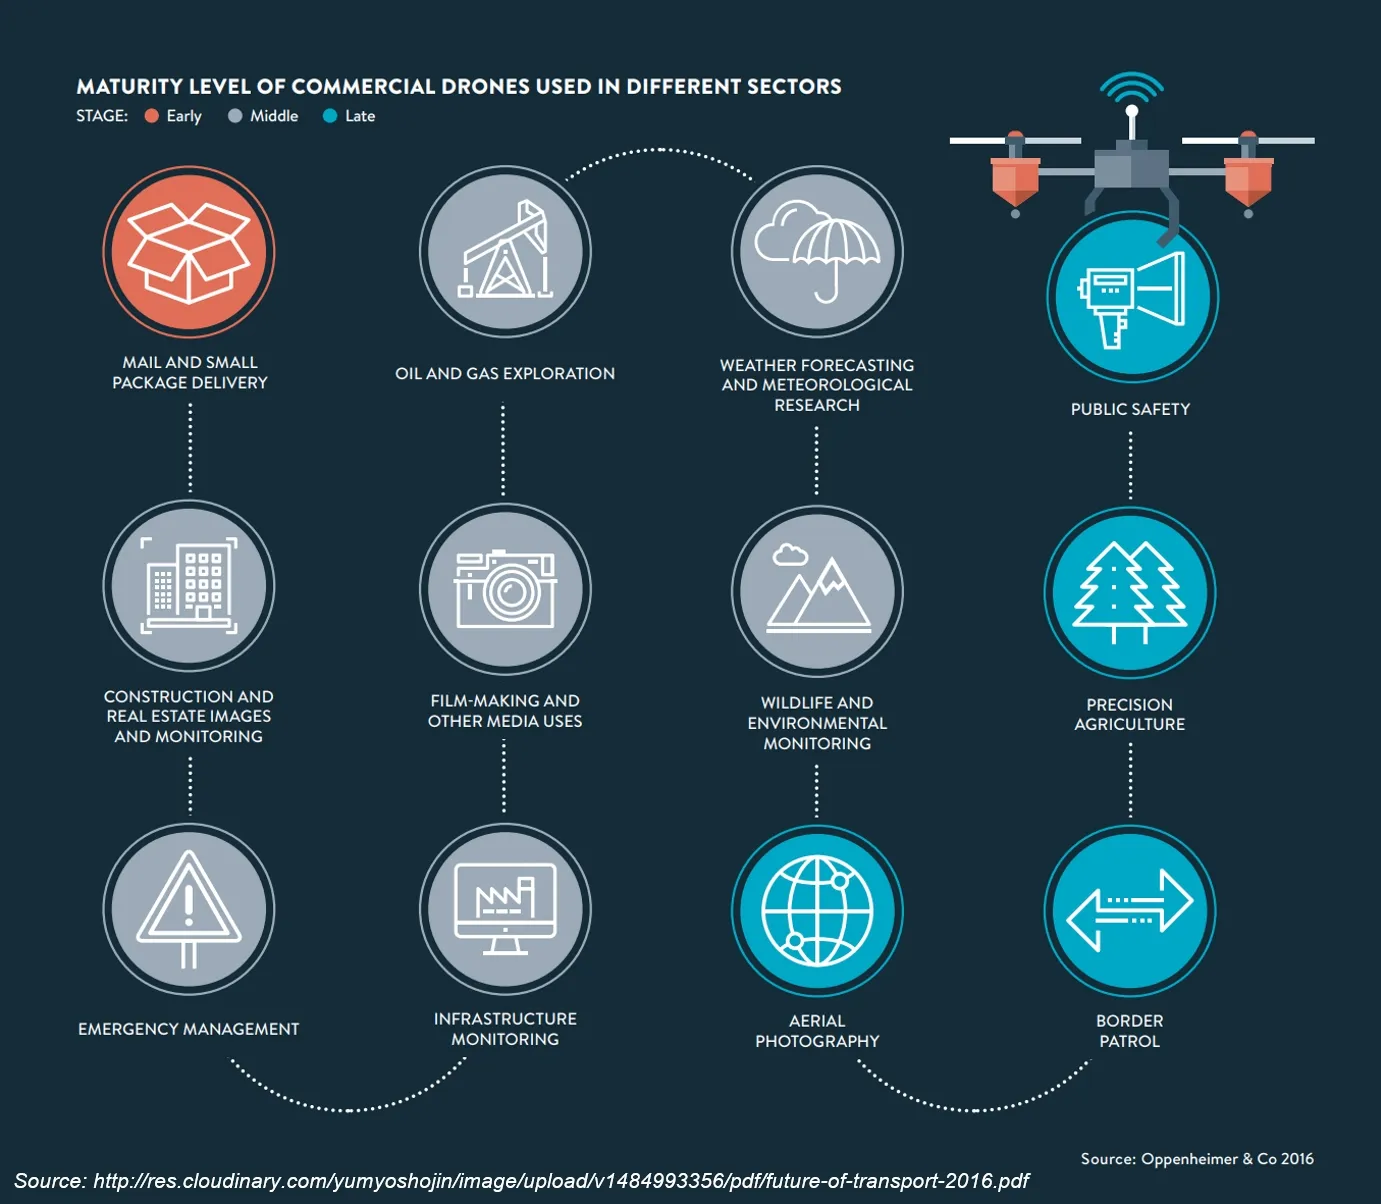 MATURITY LEVEL OF COMMERCIAL DRONES USED IN DIFFERENT SECTORS
STAGE: Early Middle Late
MAIL AND SMALL
PACKAGE DELIVERY
OIL AND GAS EXPLORATION
WEATHER FORECASTING
AND METEOROLOGICAL
RESEARCH
PUBLIC SAFETY
CONSTRUCTION AND
REAL ESTATE IMAGES
AND MONITORING
FILM-MAKING AND
OTHER MEDIA USES
WILDLIFE AND
ENVIRONMENTAL
MONITORING
PRECISION
AGRICULTURE
EMERGENCY MANAGEMENT
INFRASTRUCTURE
MONITORING
AERIAL
PHOTOGRAPHY
BORDER
PATROL
Source: Oppenheimer & Co 2016
Source: http://res.cloudinary.com/yumyoshojin/image/upload/v1484993356/pdf/future-of-transport-2016.pdf